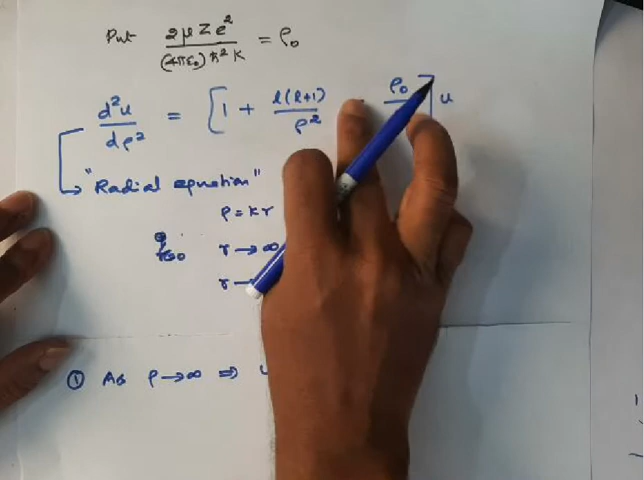 Put 2μZe² / (4πε₀)ħ²k = ρ₀
d²u/dρ² = [1 + l(l+1)/ρ² ρ₀ ] u
"Radial equation"
ρ = kr
r → ∞
r →
① As ρ → ∞ ⇒ u